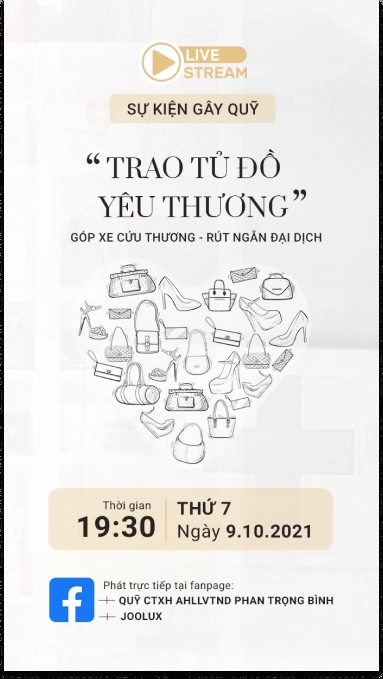 LIVE
STREAM
SỰ KIỆN GÂY QUỸ
“ TRAO TỦ ĐỒ
YÊU THƯƠNG ”
GÓP XE CỨU THƯƠNG - RÚT NGẮN ĐẠI DỊCH
Thời gian
19:30
THỨ 7
Ngày 9.10.2021
Phát trực tiếp tại fanpage:
QUỸ CTXH AHLLVTND PHAN TRỌNG BÌNH
JOOLUX